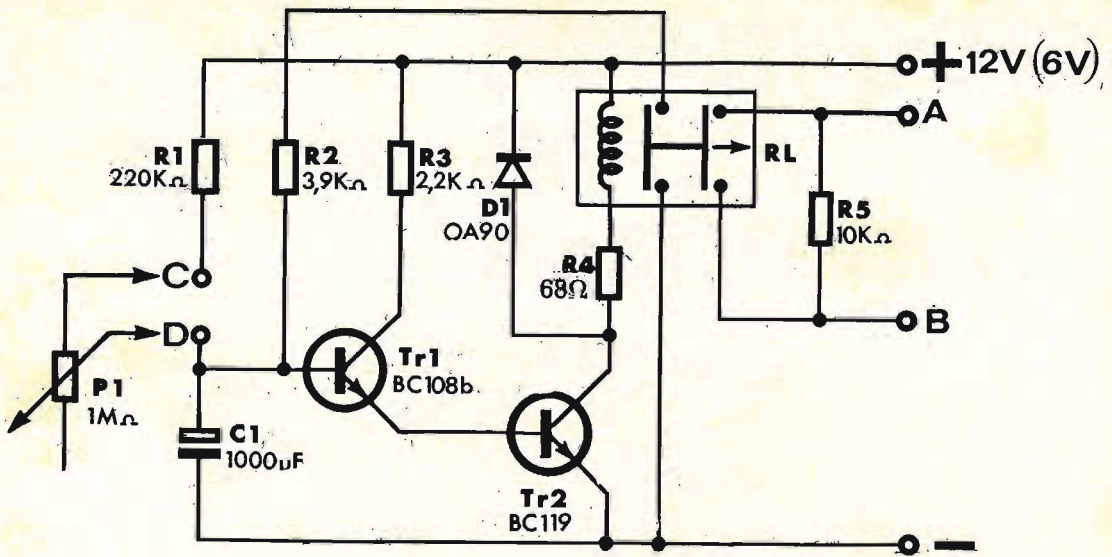 + 12V (6V)
A
RL
R1
220KΩ
R2
3,9KΩ
R3
2,2KΩ
D1
OA90
R5
10KΩ
R4
68Ω
C
D
B
P1
1MΩ
Tr1
BC108b
C1
1000µF
Tr2
BC119
−